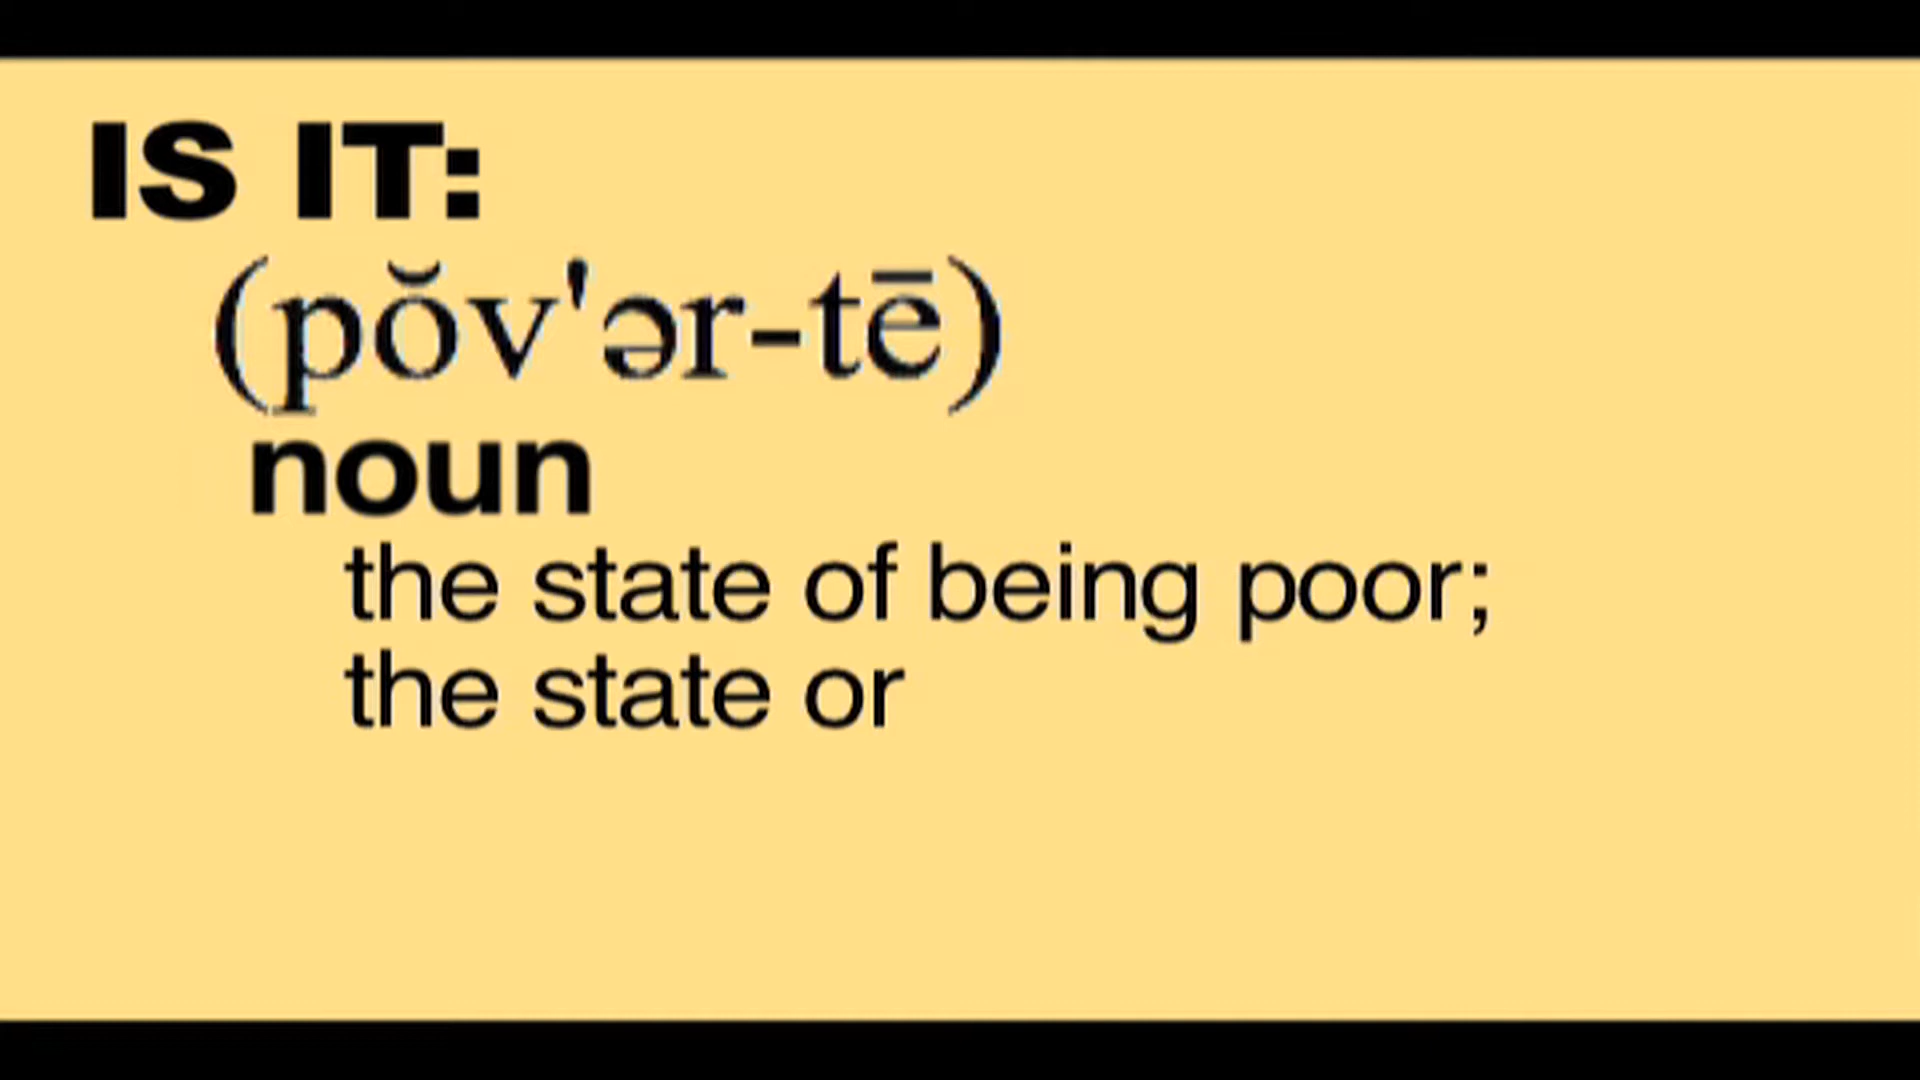 IS IT:
(pŏv'ər-tē)
noun
the state of being poor;
the state or